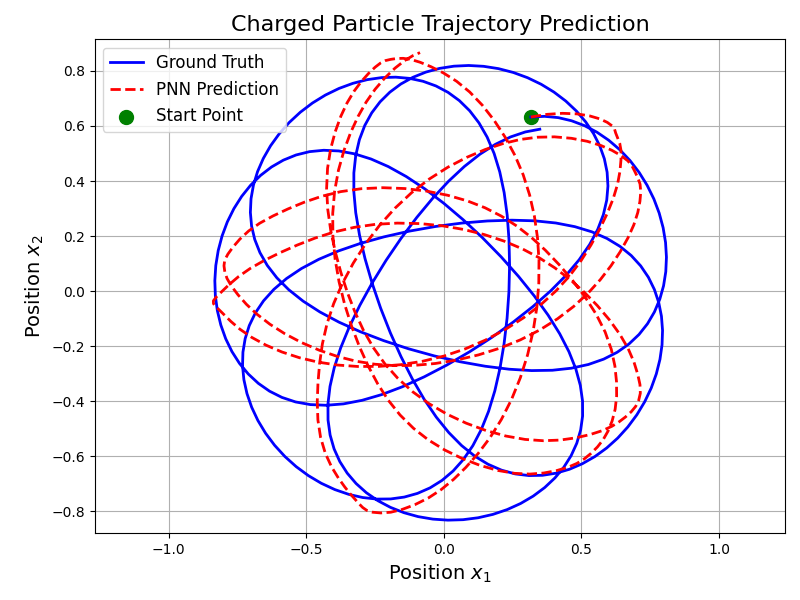 Charged Particle Trajectory Prediction
Ground Truth
PNN Prediction
Start Point
0.8
0.6
0.4
0.2
0.0
−0.2
−0.4
−0.6
−0.8
Position x₂
−1.0 −0.5 0.0 0.5 1.0
Position x₁